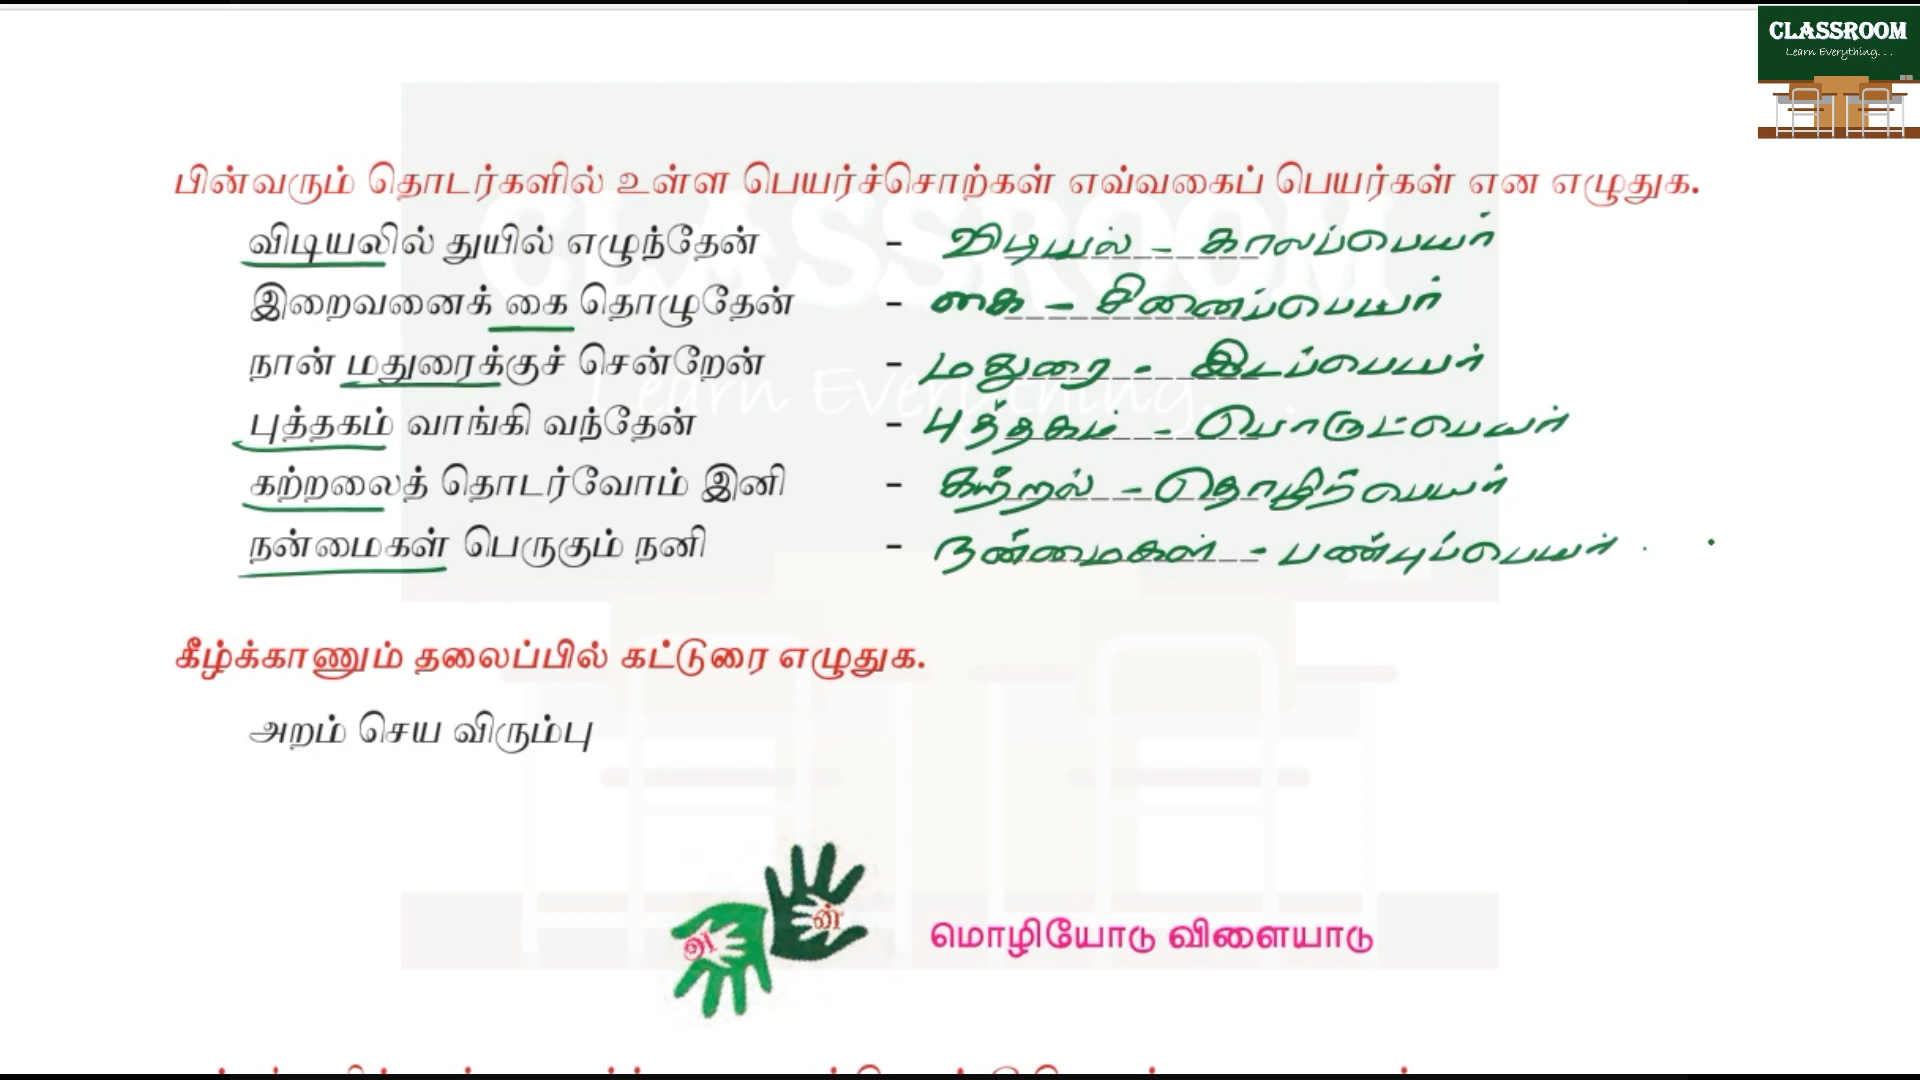 CLASSROOM
Learn Everything. . .
பின்வரும் தொடர்களில் உள்ள பெயர்ச்சொற்கள் எவ்வகைப் பெயர்கள் என எழுதுக.
விடியலில் துயில் எழுந்தேன் - விடியல் - காலப்பெயர்
இறைவனைக் கை தொழுதேன் - கை - சினைப்பெயர்
நான் மதுரைக்குச் சென்றேன் - மதுரை - இடப்பெயர்
புத்தகம் வாங்கி வந்தேன் - புத்தகம் - பொருட்பெயர்
கற்றலைத் தொடர்வோம் இனி - கற்றல் - தொழிற்பெயர்
நன்மைகள் பெருகும் நனி - நன்மைகள் - பண்புப்பெயர்
கீழ்க்காணும் தலைப்பில் கட்டுரை எழுதுக.
அறம் செய விரும்பு
மொழியோடு விளையாடு